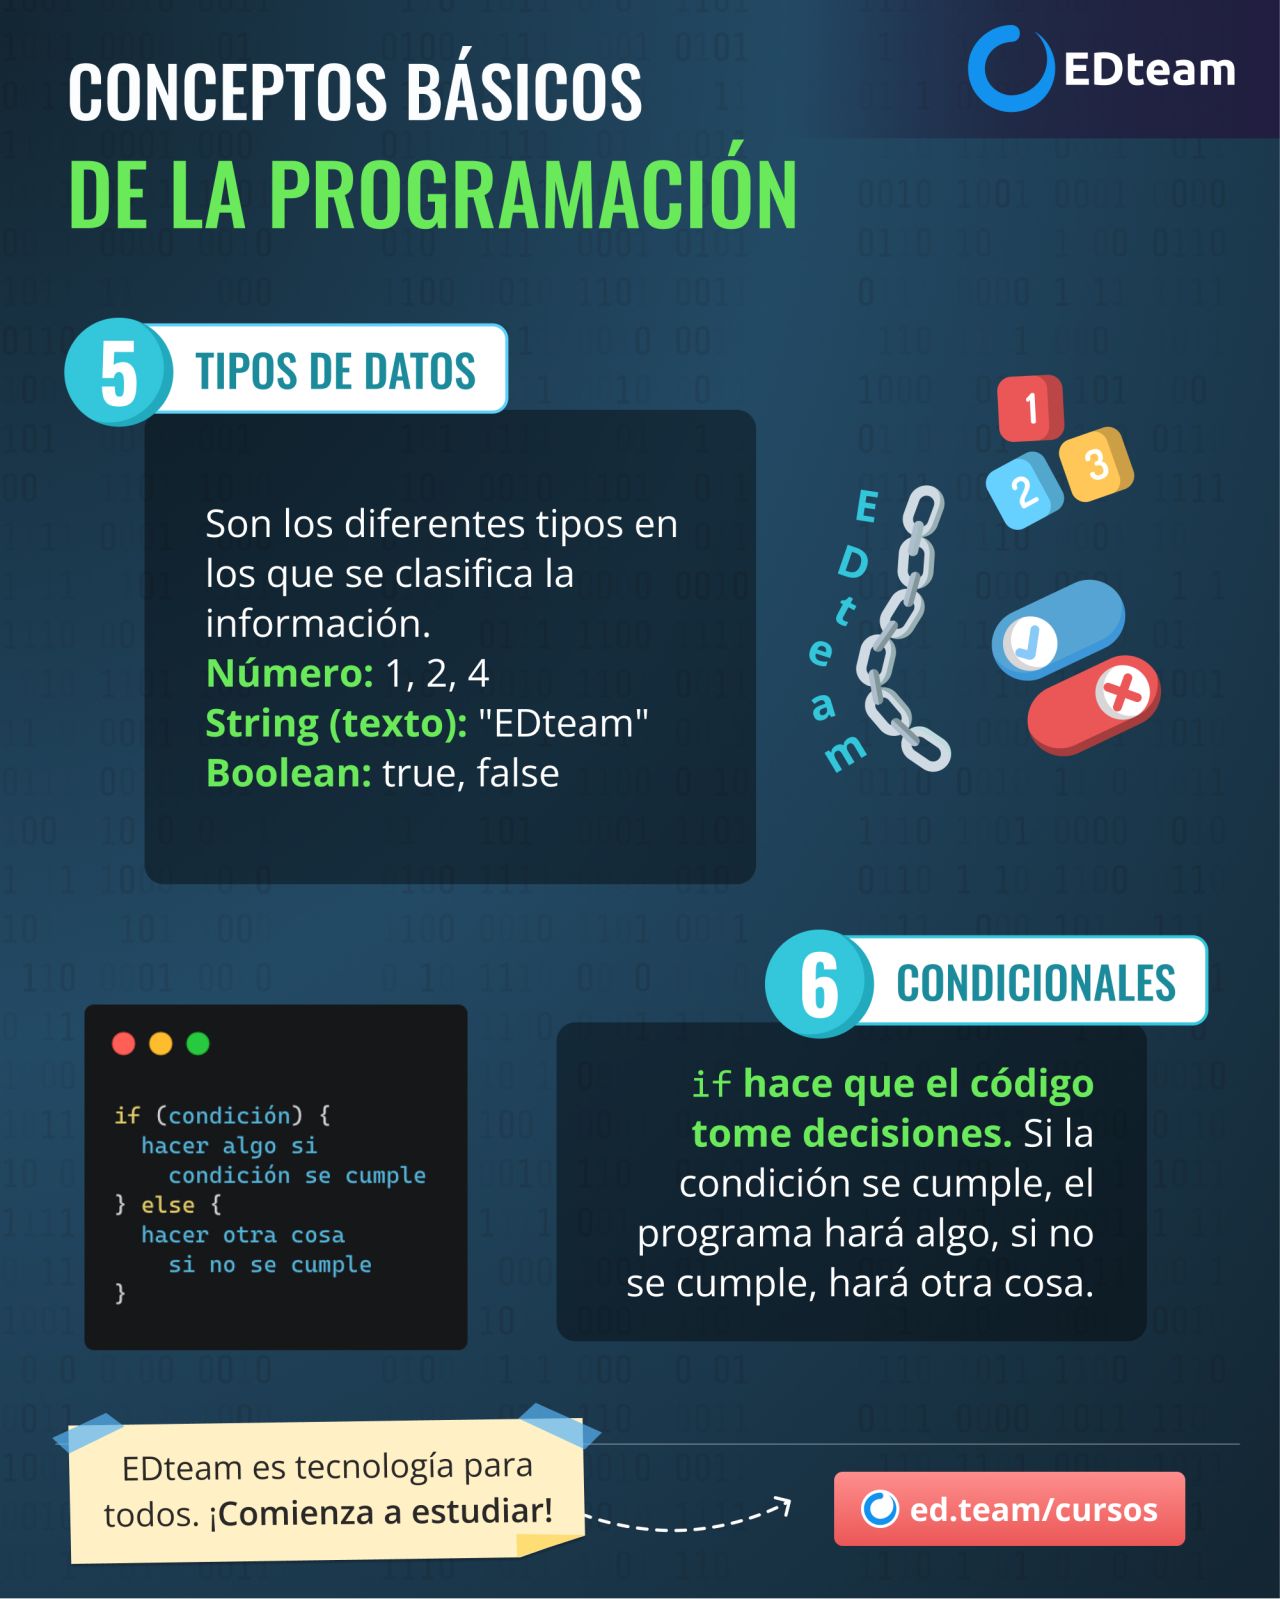 CONCEPTOS BÁSICOS
DE LA PROGRAMACIÓN
EDteam
5
TIPOS DE DATOS
Son los diferentes tipos en
los que se clasifica la
información.
Número: 1, 2, 4
String (texto): "EDteam"
Boolean: true, false
1
2
3
E
D
t
e
a
m
6
CONDICIONALES
if (condición) {
  hacer algo si
    condición se cumple
} else {
  hacer otra cosa
    si no se cumple
}
if hace que el código
tome decisiones. Si la
condición se cumple, el
programa hará algo, si no
se cumple, hará otra cosa.
EDteam es tecnología para
todos. ¡Comienza a estudiar!
ed.team/cursos